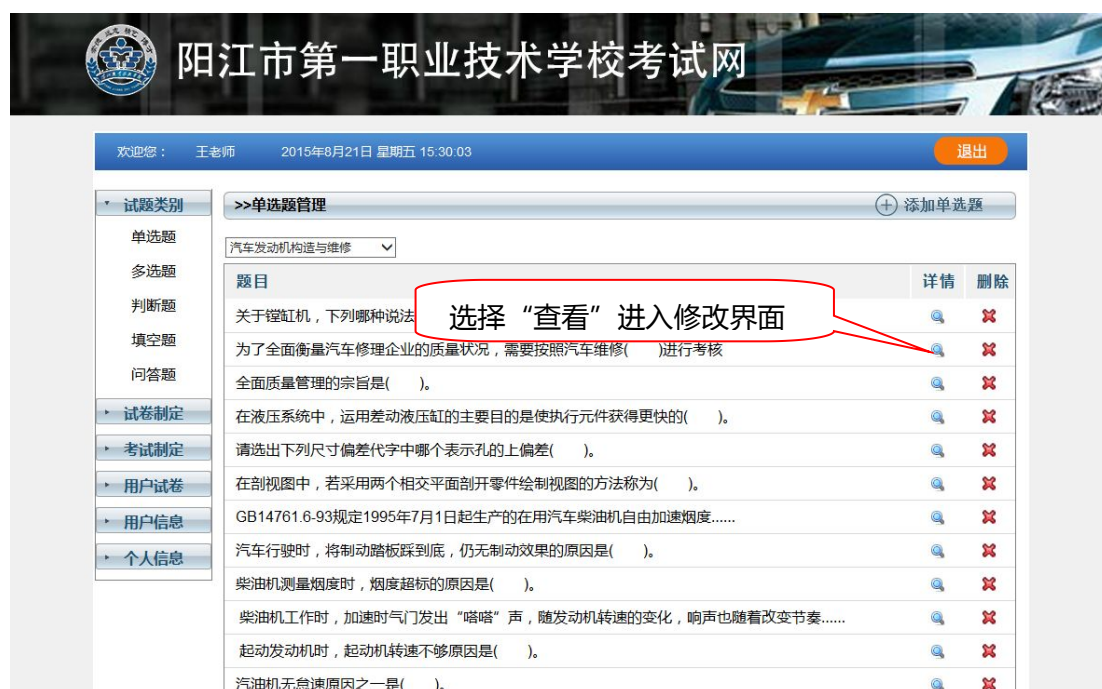 阳江市第一职业技术学校考试网
欢迎您： 王老师 2015年8月21日 星期五 15:30:03 退出
试题类别
单选题
多选题
判断题
填空题
问答题
试卷制定
考试制定
用户试卷
用户信息
个人信息
>>单选题管理 添加单选题
汽车发动机构造与维修
题目 详情 删除
选择“查看”进入修改界面
关于镗缸机，下列哪种说法
为了全面衡量汽车修理企业的质量状况，需要按照汽车维修( )进行考核
全面质量管理的宗旨是( )。
在液压系统中，运用差动液压缸的主要目的是使执行元件获得更快的( )。
请选出下列尺寸偏差代字中哪个表示孔的上偏差( )。
在剖视图中，若采用两个相交平面剖开零件绘制视图的方法称为( )。
GB14761.6-93规定1995年7月1日起生产的在用汽车柴油机自由加速烟度......
汽车行驶时，将制动踏板踩到底，仍无制动效果的原因是( )。
柴油机测量烟度时，烟度超标的原因是( )。
柴油机工作时，加速时气门发出“嗒嗒”声，随发动机转速的变化，响声也随着改变节奏......
起动发动机时，起动机转速不够原因是( )。
汽油机无怠速原因之一是( )。